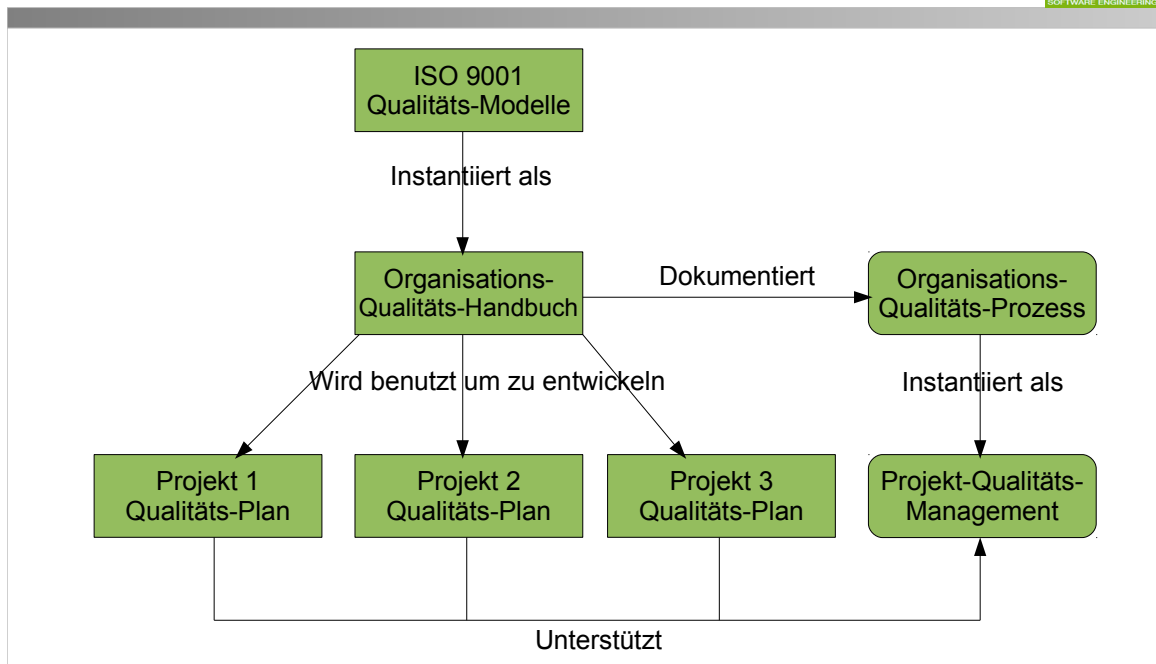 SOFTWARE ENGINEERING
ISO 9001
Qualitäts-Modelle
Instantiiert als
Organisations-
Qualitäts-Handbuch
Dokumentiert
Organisations-
Qualitäts-Prozess
Wird benutzt um zu entwickeln
Instantiiert als
Projekt 1
Qualitäts-Plan
Projekt 2
Qualitäts-Plan
Projekt 3
Qualitäts-Plan
Projekt-Qualitäts-
Management
Unterstützt